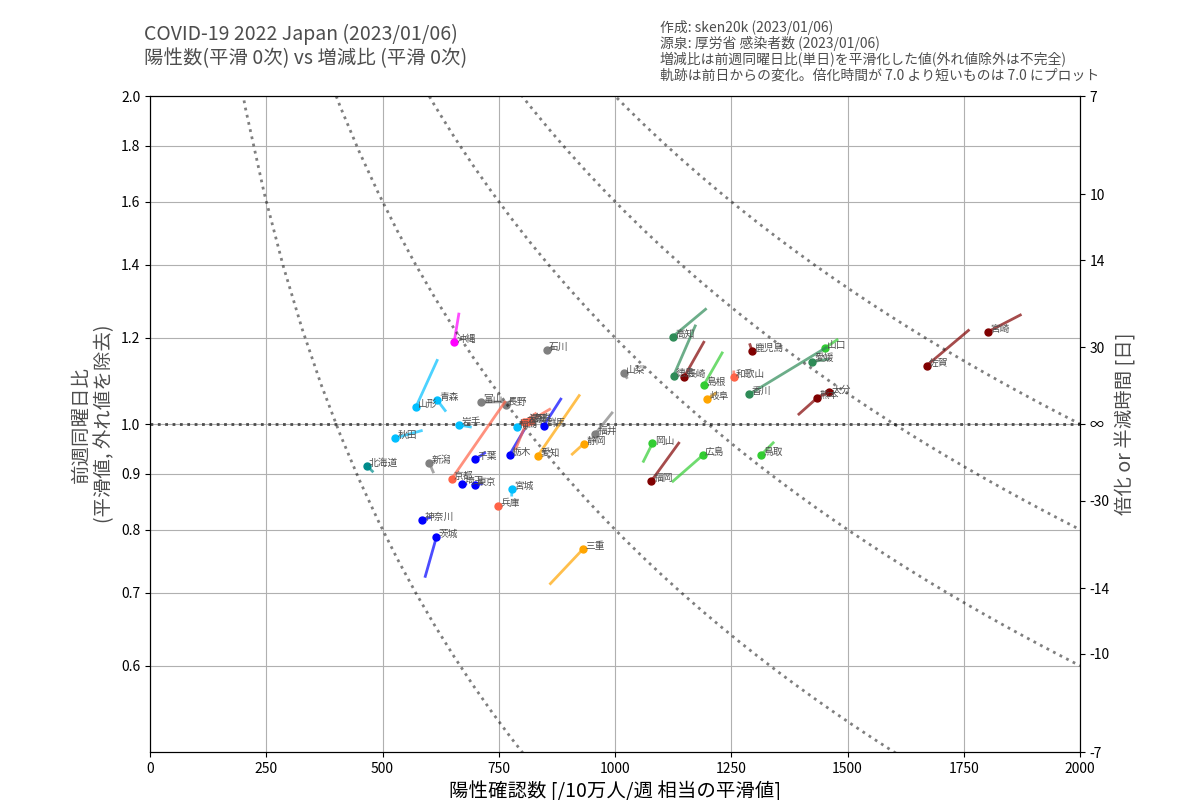 COVID-19 2022 Japan (2023/01/06)
陽性数(平滑 0次) vs 増減比 (平滑 0次)
作成: sken20k (2023/01/06)
源泉: 厚労省 感染者数 (2023/01/06)
増減比は前週同曜日比(単日)を平滑化した値(外れ値除外は不完全)
軌跡は前日からの変化。倍化時間が 7.0 より短いものは 7.0 にプロット
2.0
1.8
1.6
1.4
1.2
1.0
0.9
0.8
0.7
0.6
前週同曜日比
(平滑値, 外れ値を除去)
7
10
14
30
∞
-30
-14
-10
-7
倍化 or 半減時間 [日]
宮崎
沖縄
高知
石川
鹿児島
山口
愛媛
佐賀
山梨
長崎
和歌山
島根
香川
大分
熊本
岐阜
青森
山形
富山
長野
岩手
群馬
秋田
福井
静岡
岡山
千葉
栃木
愛知
広島
鳥取
北海道
新潟
京都
埼玉
東京
福岡
宮城
兵庫
神奈川
茨城
三重
0
250
500
750
1000
1250
1500
1750
2000
陽性確認数 [/10万人/週 相当の平滑値]